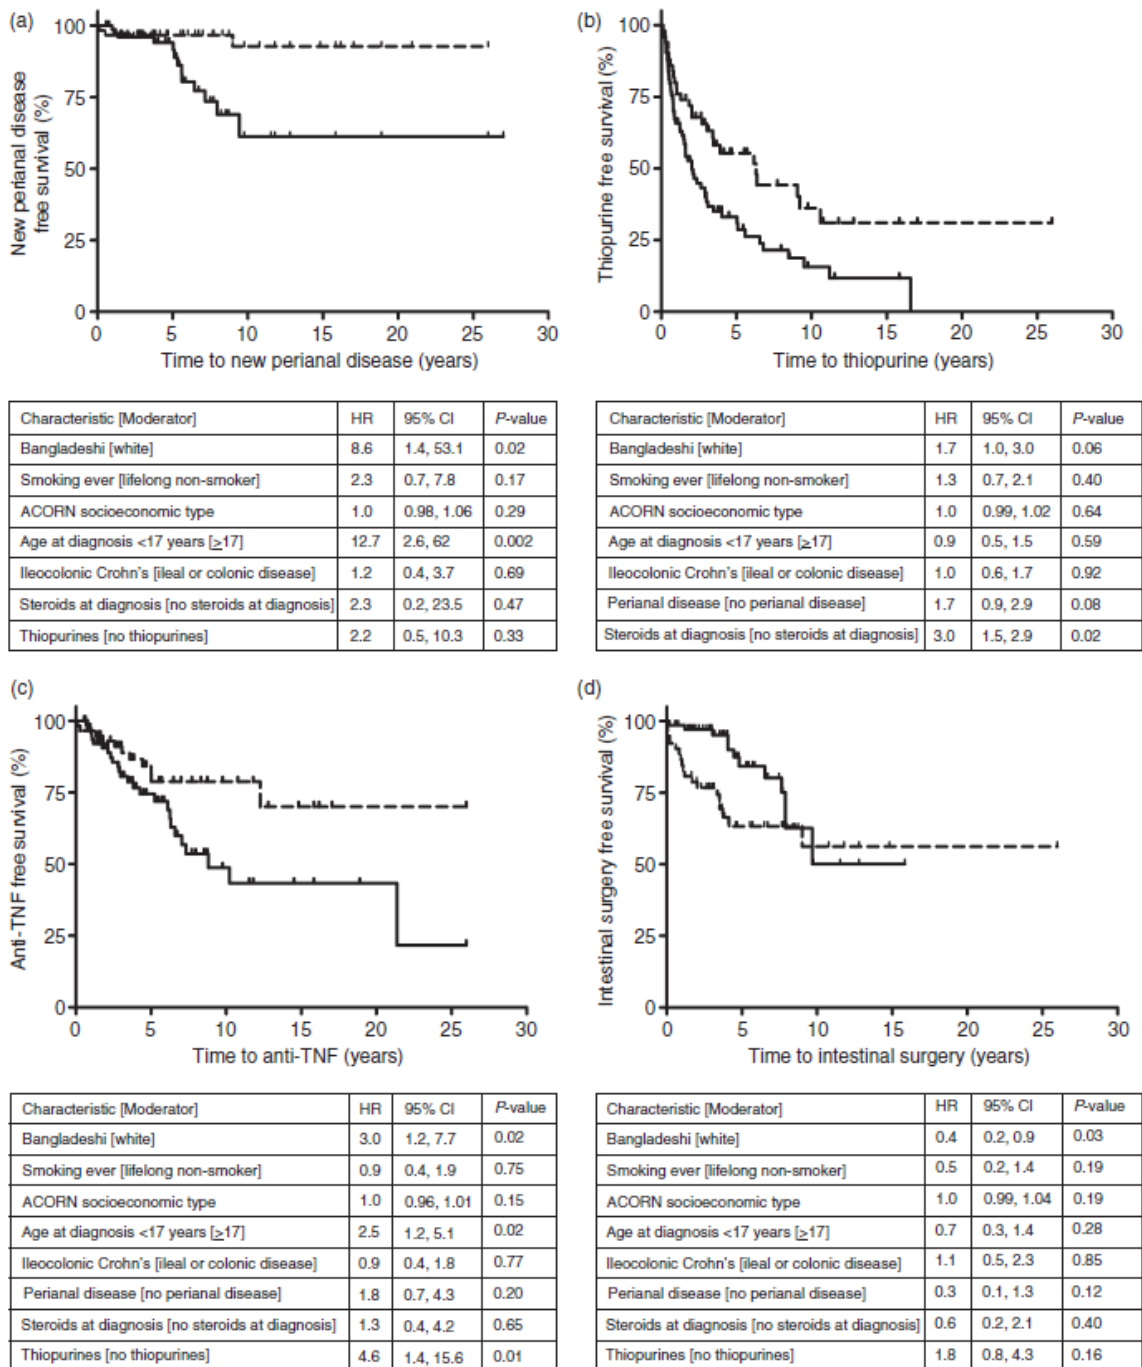 (a)
100
75
50
25
0
New perianal disease
free survival (%)
0 5 10 15 20 25 30
Time to new perianal disease (years)
Characteristic [Moderator] HR 95% CI P-value
Bangladeshi [white] 8.6 1.4, 53.1 0.02
Smoking ever [lifelong non-smoker] 2.3 0.7, 7.8 0.17
ACORN socioeconomic type 1.0 0.98, 1.06 0.29
Age at diagnosis <17 years [≥17] 12.7 2.6, 62 0.002
Ileocolonic Crohn's [ileal or colonic disease] 1.2 0.4, 3.7 0.69
Steroids at diagnosis [no steroids at diagnosis] 2.3 0.2, 23.5 0.47
Thiopurines [no thiopurines] 2.2 0.5, 10.3 0.33
(b)
100
75
50
25
0
Thiopurine free survival (%)
0 5 10 15 20 25 30
Time to thiopurine (years)
Characteristic [Moderator] HR 95% CI P-value
Bangladeshi [white] 1.7 1.0, 3.0 0.06
Smoking ever [lifelong non-smoker] 1.3 0.7, 2.1 0.40
ACORN socioeconomic type 1.0 0.99, 1.02 0.64
Age at diagnosis <17 years [≥17] 0.9 0.5, 1.5 0.59
Ileocolonic Crohn's [ileal or colonic disease] 1.0 0.6, 1.7 0.92
Perianal disease [no perianal disease] 1.7 0.9, 2.9 0.08
Steroids at diagnosis [no steroids at diagnosis] 3.0 1.5, 2.9 0.02
(c)
100
75
50
25
0
Anti-TNF free survival (%)
0 5 10 15 20 25 30
Time to anti-TNF (years)
Characteristic [Moderator] HR 95% CI P-value
Bangladeshi [white] 3.0 1.2, 7.7 0.02
Smoking ever [lifelong non-smoker] 0.9 0.4, 1.9 0.75
ACORN socioeconomic type 1.0 0.96, 1.01 0.15
Age at diagnosis <17 years [≥17] 2.5 1.2, 5.1 0.02
Ileocolonic Crohn's [ileal or colonic disease] 0.9 0.4, 1.8 0.77
Perianal disease [no perianal disease] 1.8 0.7, 4.3 0.20
Steroids at diagnosis [no steroids at diagnosis] 1.3 0.4, 4.2 0.65
Thiopurines [no thiopurines] 4.6 1.4, 15.6 0.01
(d)
100
75
50
25
0
Intestinal surgery free survival (%)
0 5 10 15 20 25 30
Time to intestinal surgery (years)
Characteristic [Moderator] HR 95% CI P-value
Bangladeshi [white] 0.4 0.2, 0.9 0.03
Smoking ever [lifelong non-smoker] 0.5 0.2, 1.4 0.19
ACORN socioeconomic type 1.0 0.99, 1.04 0.19
Age at diagnosis <17 years [≥17] 0.7 0.3, 1.4 0.28
Ileocolonic Crohn's [ileal or colonic disease] 1.1 0.5, 2.3 0.85
Perianal disease [no perianal disease] 0.3 0.1, 1.3 0.12
Steroids at diagnosis [no steroids at diagnosis] 0.6 0.2, 2.1 0.40
Thiopurines [no thiopurines] 1.8 0.8, 4.3 0.16